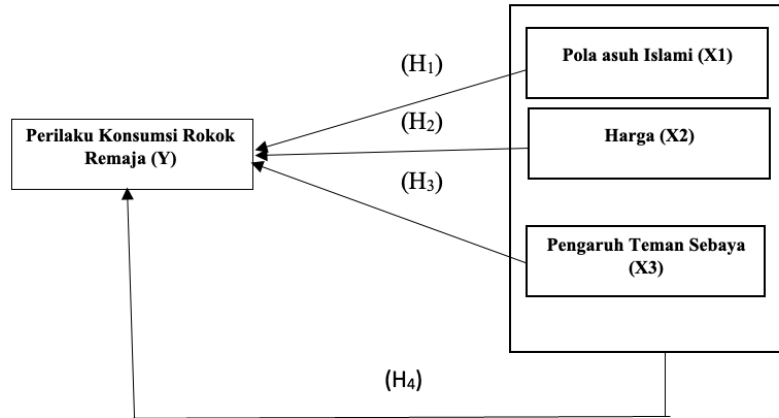 (H₁)
Pola asuh Islami (X1)
(H₂)
Perilaku Konsumsi Rokok
Remaja (Y)
Harga (X2)
(H₃)
Pengaruh Teman Sebaya
(X3)
(H₄)